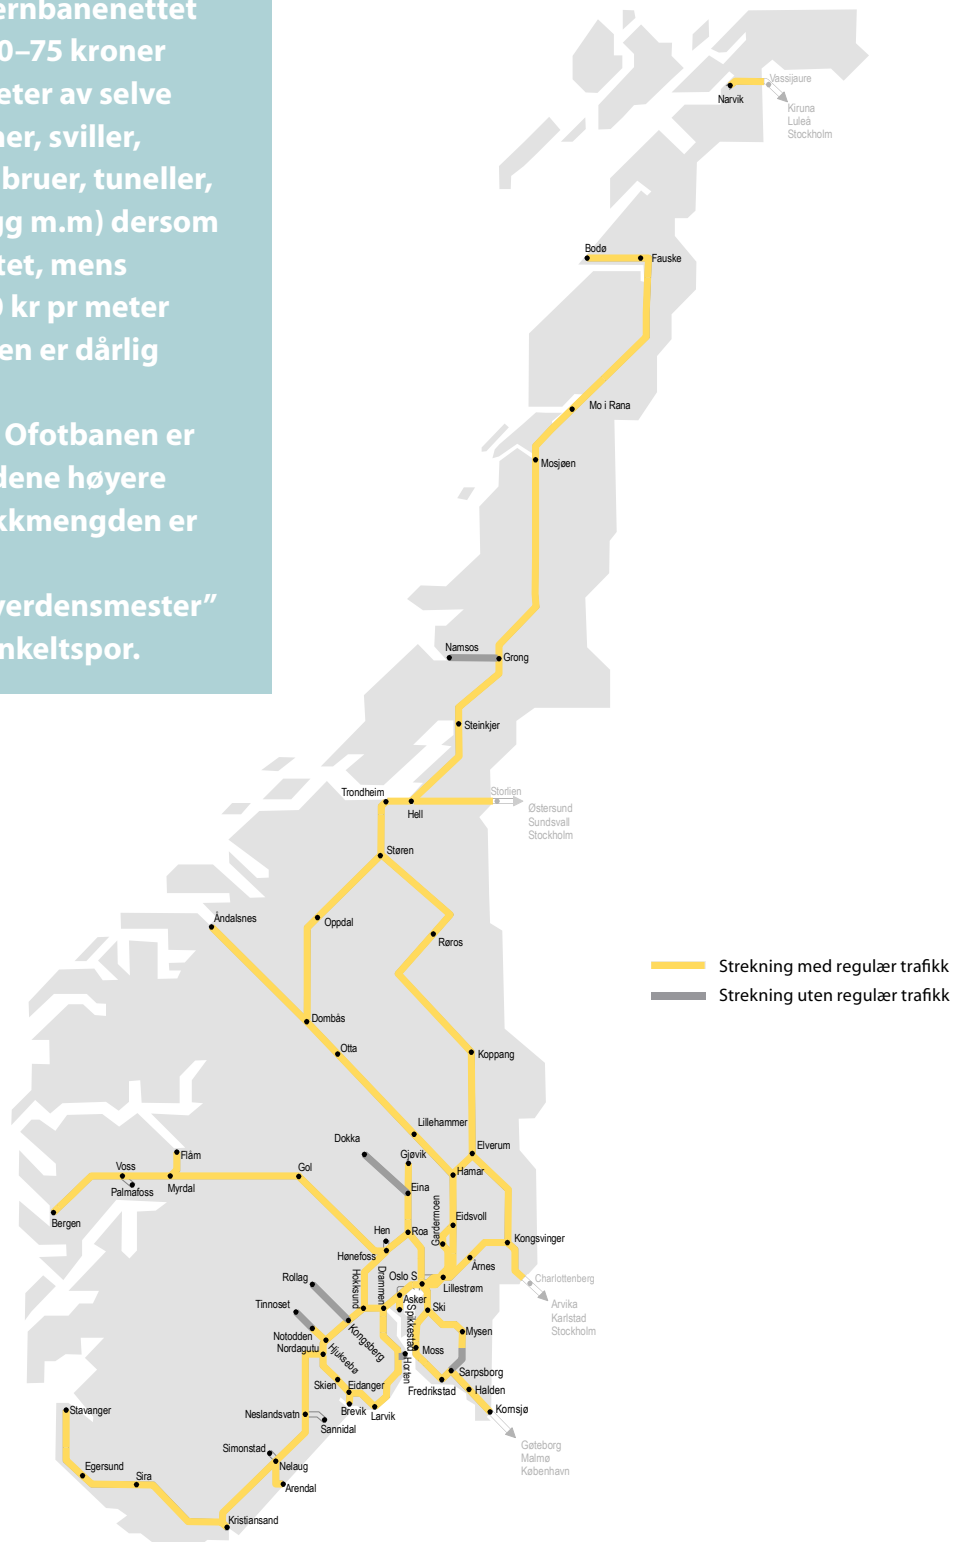 ernbanenettet
0–75 kroner
eter av selve
ner, sviller,
bruer, tuneller,
gg m.m) dersom
tet, mens
0 kr pr meter
en er dårlig
Ofotbanen er
dene høyere
kkmengden er
verdensmester”
nkeltspor.
Vassijaure
Narvik
Kiruna
Luleå
Stockholm
Bodø
Fauske
Mo i Rana
Mosjøen
Namsos
Grong
Steinkjer
Storlien
Trondheim
Hell
Østersund
Sundsvall
Stockholm
Støren
Åndalsnes
Oppdal
Røros
Strekning med regulær trafikk
Strekning uten regulær trafikk
Dombås
Otta
Koppang
Lillehammer
Dokka
Elverum
Gjøvik
Flåm
Voss
Gol
Hamar
Palmafoss
Myrdal
Eina
Bergen
Gardermoen
Eidsvoll
Hen
Roa
Kongsvinger
Hønefoss
Årnes
Rollag
Hokksund
Drammen
Oslo S
Lillestrøm
Charlottenberg
Asker
Arvika
Karlstad
Stockholm
Tinnoset
Spikkestad
Ski
Notodden
Kongsberg
Mysen
Nordagutu
Hjuksebø
Moss
Horten
Sarpsborg
Skien
Eidanger
Fredrikstad
Halden
Stavanger
Neslandsvatn
Brevik
Larvik
Kornsjø
Sannidal
Simonstad
Gøteborg
Malmø
København
Egersund
Sira
Nelaug
Arendal
Kristiansand